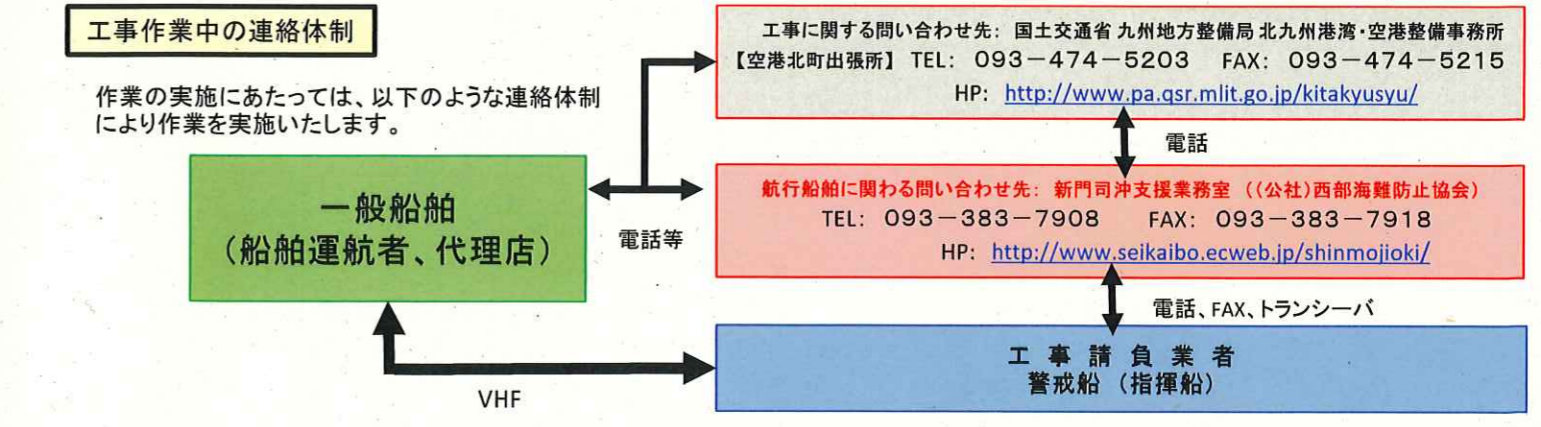 工事作業中の連絡体制
作業の実施にあたっては、以下のような連絡体制
により作業を実施いたします。
工事に関する問い合わせ先: 国土交通省 九州地方整備局 北九州港湾・空港整備事務所
【空港北町出張所】 TEL: 093-474-5203 FAX: 093-474-5215
HP: http://www.pa.qsr.mlit.go.jp/kitakyusyu/
電話
一般船舶
(船舶運航者、代理店)
電話等
航行船舶に関わる問い合わせ先: 新門司沖支援業務室 ((公社)西部海難防止協会)
TEL: 093-383-7908 FAX: 093-383-7918
HP: http://www.seikaibo.ecweb.jp/shinmojioki/
電話、FAX、トランシーバ
工事請負業者
警戒船 (指揮船)
VHF